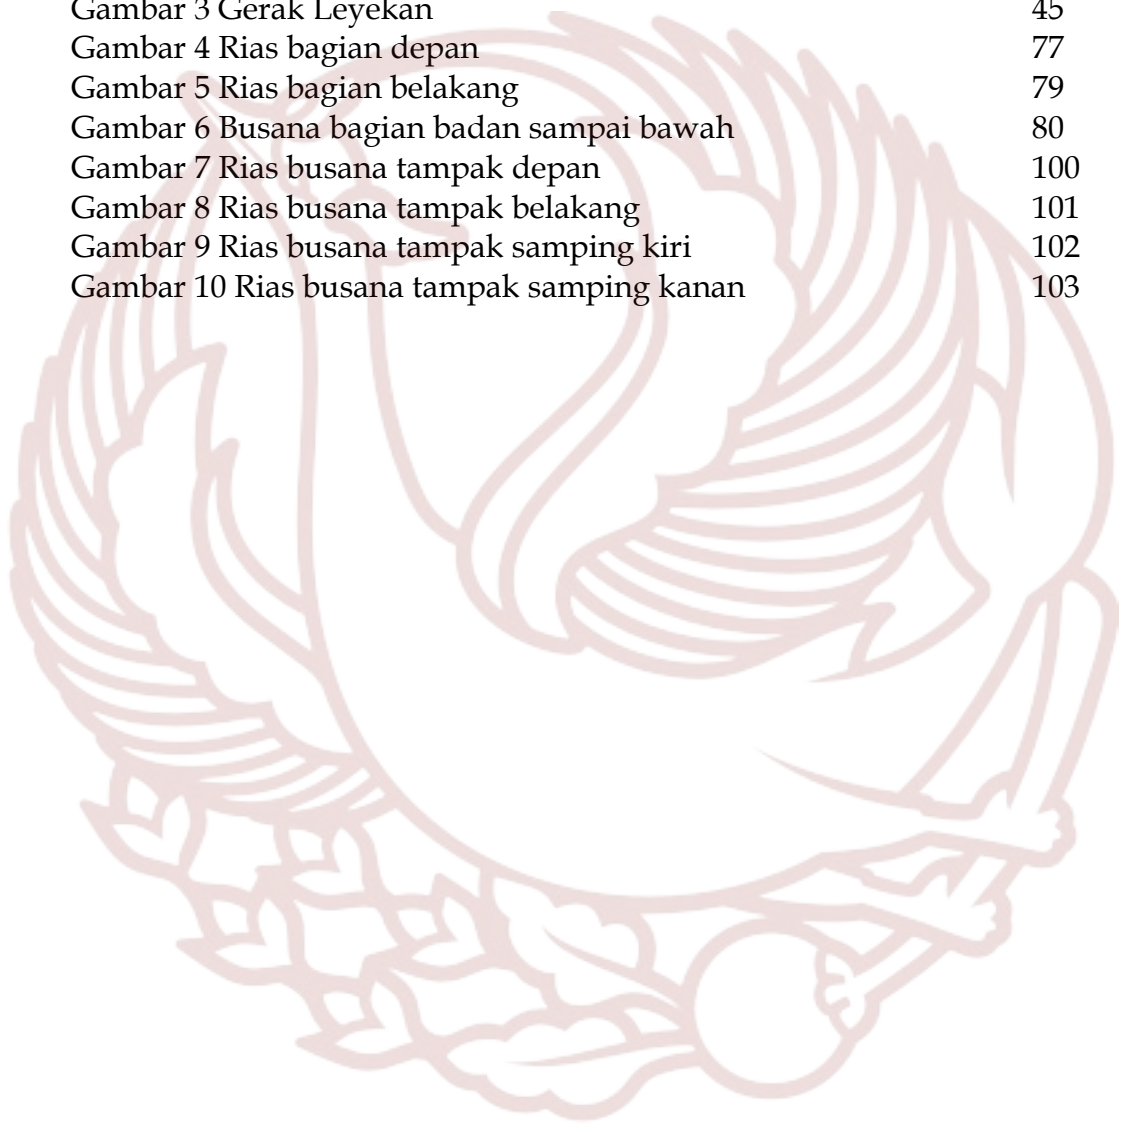 Gambar 3 Gerak Leyekan 45
Gambar 4 Rias bagian depan 77
Gambar 5 Rias bagian belakang 79
Gambar 6 Busana bagian badan sampai bawah 80
Gambar 7 Rias busana tampak depan 100
Gambar 8 Rias busana tampak belakang 101
Gambar 9 Rias busana tampak samping kiri 102
Gambar 10 Rias busana tampak samping kanan 103